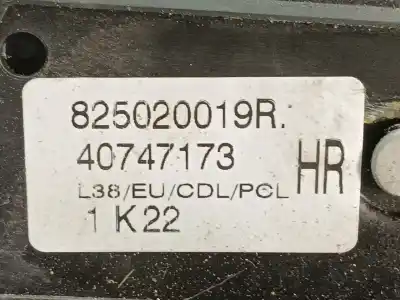 825020019R.
40747173
HR
L38/EU/CDL/PCL
1 K22